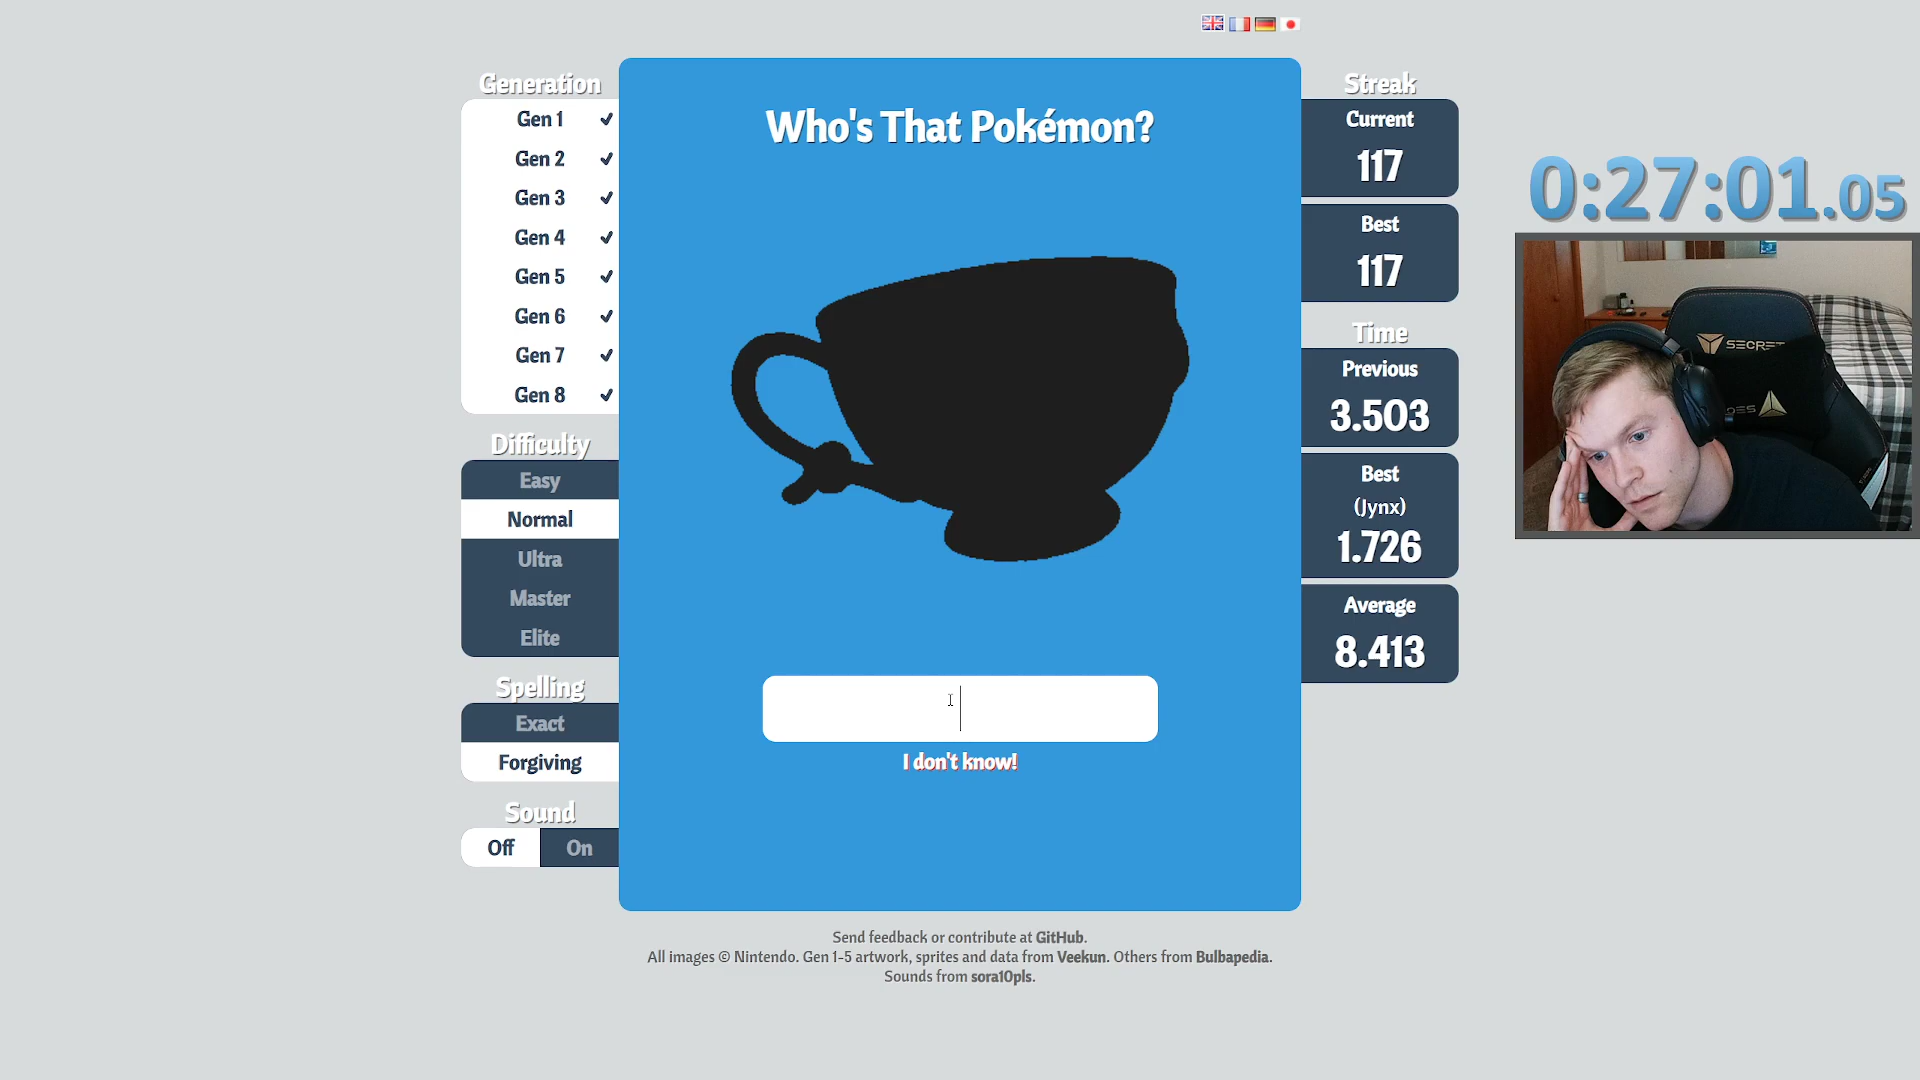 Generation
Gen 1
Gen 2
Gen 3
Gen 4
Gen 5
Gen 6
Gen 7
Gen 8
Difficulty
Easy
Normal
Ultra
Master
Elite
Spelling
Exact
Forgiving
Sound
Off On
Who's That Pokémon?
I don't know!
Streak
Current
117
Best
117
Time
Previous
3.503
Best
(Jynx)
1.726
Average
8.413
0:27:01.05
SECRET
Send feedback or contribute at GitHub.
All images © Nintendo. Gen 1-5 artwork, sprites and data from Veekun. Others from Bulbapedia.
Sounds from sora10pls.